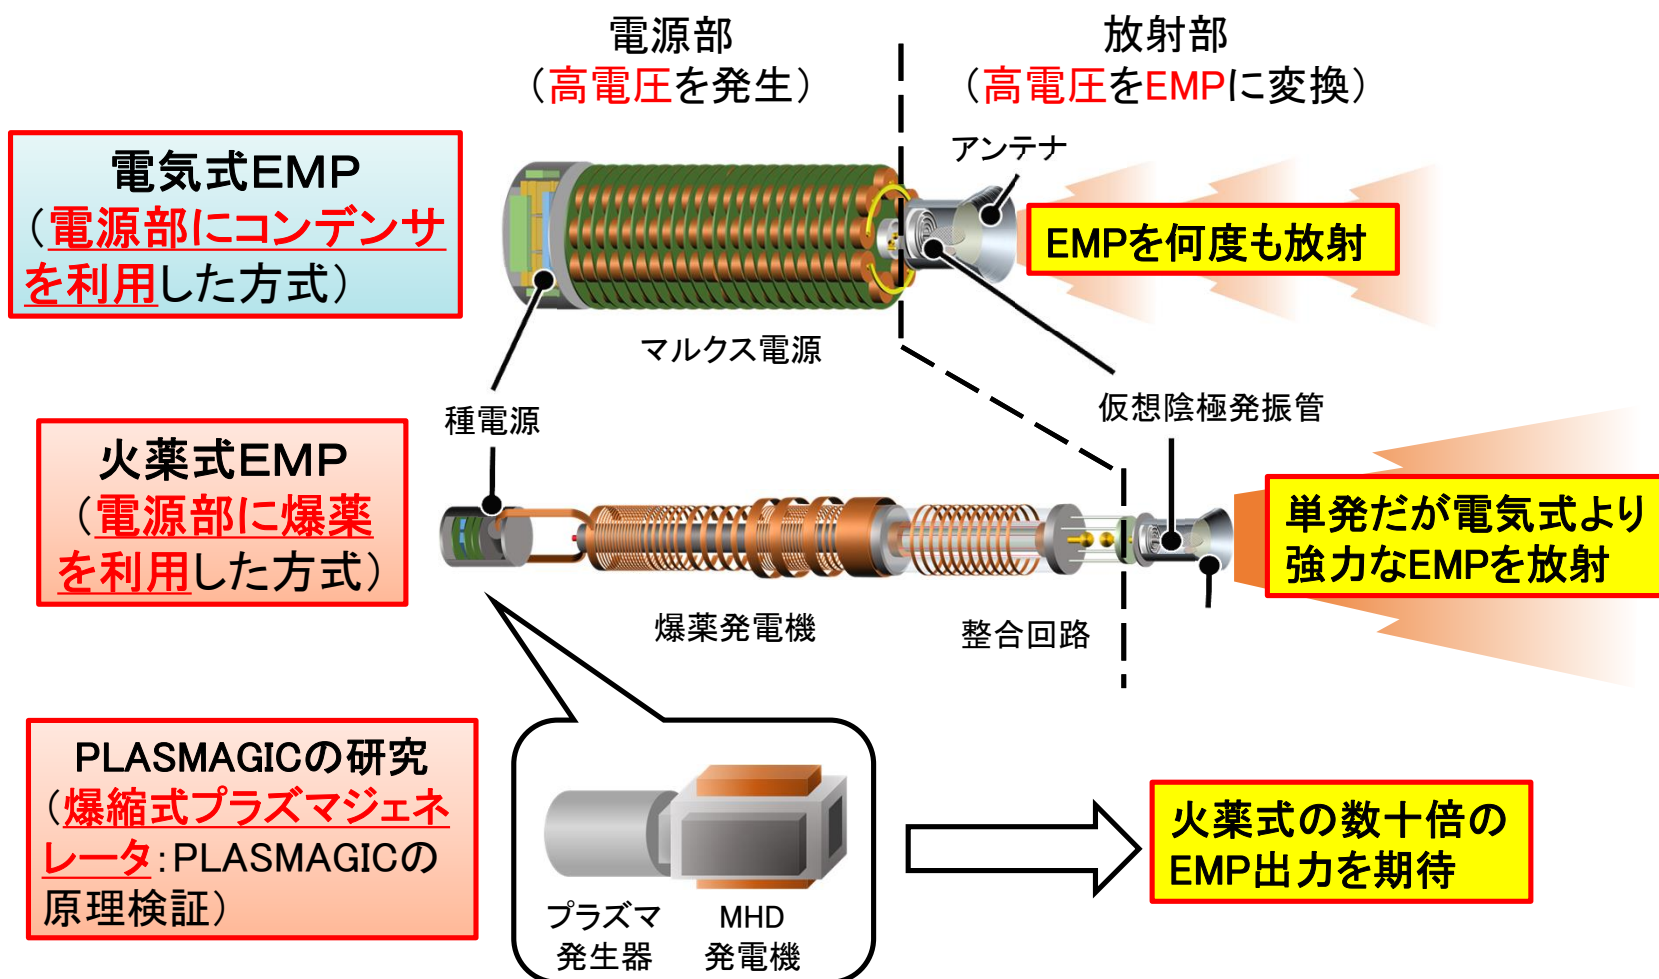 電源部
（高電圧を発生）
放射部
（高電圧をEMPに変換）
電気式EMP
（電源部にコンデンサ
を利用した方式）
アンテナ
EMPを何度も放射
マルクス電源
種電源
仮想陰極発振管
火薬式EMP
（電源部に爆薬
を利用した方式）
単発だが電気式より
強力なEMPを放射
爆薬発電機
整合回路
PLASMAGICの研究
（爆縮式プラズマジェネ
レータ：PLASMAGICの
原理検証）
プラズマ
発生器
MHD
発電機
火薬式の数十倍の
EMP出力を期待